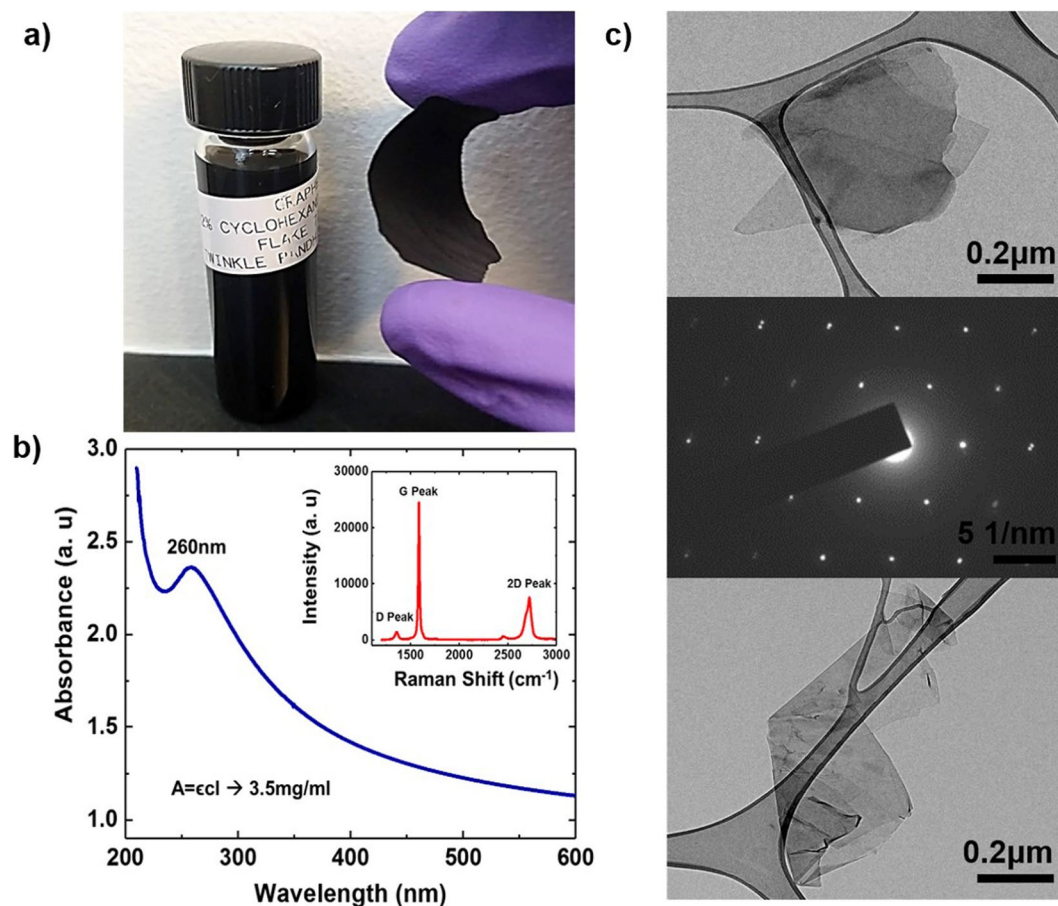 a)
GRAPH
2% CYCLOHEXAN
FLAKE
WINKLE PANDH
b)
3.0
2.5
2.0
1.5
1.0
200
300
400
500
600
Absorbance (a. u)
Wavelength (nm)
260nm
A=ϵcl → 3.5mg/ml
30000
20000
10000
0
1500
2000
2500
3000
Intensity (a. u)
Raman Shift (cm⁻¹)
G Peak
2D Peak
D Peak
c)
0.2μm
5 1/nm
0.2μm